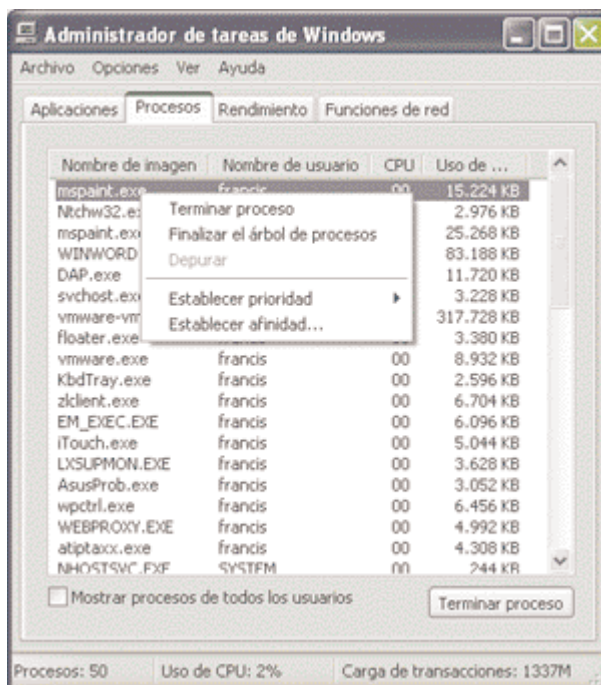 Administrador de tareas de Windows
Archivo Opciones Ver Ayuda
Aplicaciones Procesos Rendimiento Funciones de red
Nombre de imagen Nombre de usuario CPU Uso de ...
mspaint.exe francis 00 15.224 KB
Ntchw32.ex 2.976 KB
mspaint.exe 25.268 KB
WINWORD 83.188 KB
DAP.exe 11.720 KB
svchost.exe 3.228 KB
vmware-vm 317.728 KB
floater.exe 3.380 KB
Terminar proceso
Finalizar el árbol de procesos
Depurar
Establecer prioridad
Establecer afinidad...
vmware.exe francis 00 8.932 KB
KbdTray.exe francis 00 2.596 KB
zlclient.exe francis 00 6.704 KB
EM_EXEC.EXE francis 00 6.096 KB
iTouch.exe francis 00 5.044 KB
LXSUPMON.EXE francis 00 3.628 KB
AsusProb.exe francis 00 3.052 KB
wpctrl.exe francis 00 6.456 KB
WEBPROXY.EXE francis 00 4.992 KB
atiptaxx.exe francis 00 4.308 KB
NHOSTSVC.EXE SYSTEM 00 244 KB
Mostrar procesos de todos los usuarios
Terminar proceso
Procesos: 50 Uso de CPU: 2% Carga de transacciones: 1337M